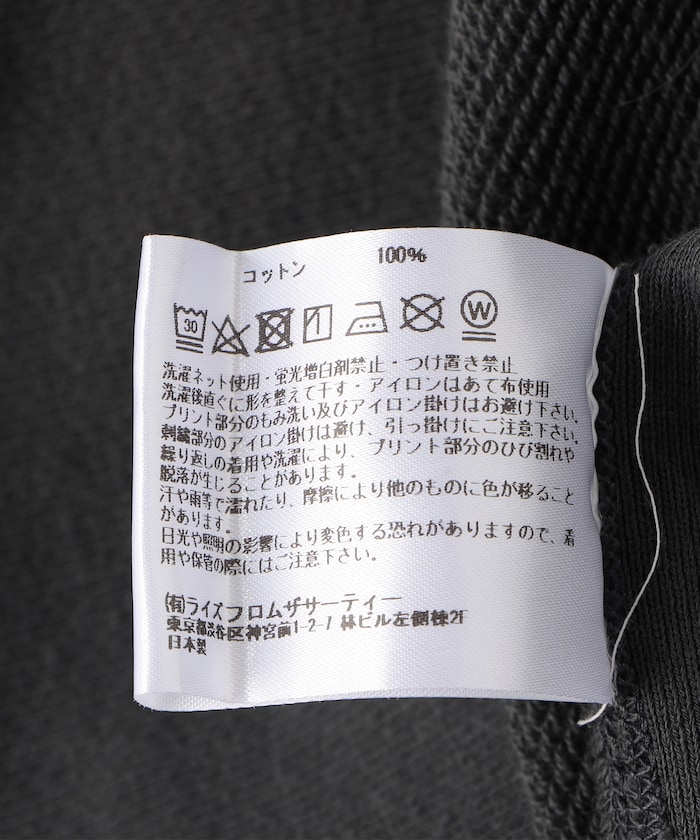 コットン 100%
30 W
洗濯ネット使用・蛍光増白剤禁止・つけ置き禁止
洗濯後直ぐに形を整えて干す・アイロンはあて布使用
プリント部分のもみ洗い及びアイロン掛けはお避け下さい。
刺繍部分のアイロン掛けは避け、引っ掛けにご注意下さい。
繰り返しの着用や洗濯により、プリント部分のひび割れや
脱落が生じることがあります。
汗や雨等で濡れたり、摩擦により他のものに色が移ること
があります。
日光や照明の影響により変色する恐れがありますので、着
用や保管の際にはご注意下さい。
(有)ライズフロムザサーティー
東京都渋谷区神宮前1-2-7 林ビル左側棟2F
日本製